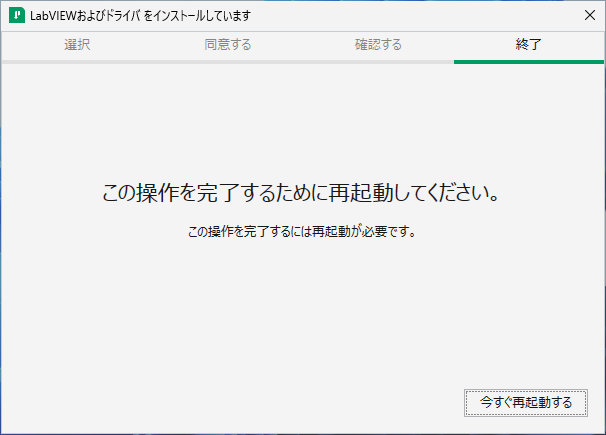 LabVIEWおよびドライバ をインストールしています
選択 同意する 確認する 終了
この操作を完了するために再起動してください。
この操作を完了するには再起動が必要です。
今すぐ再起動する